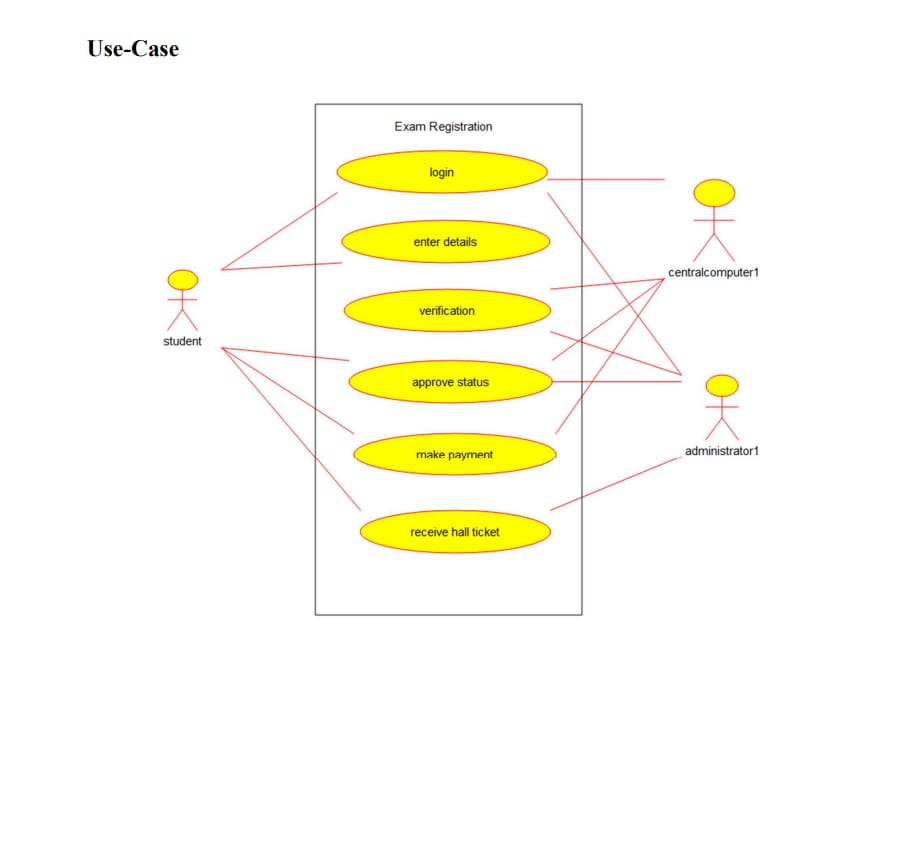 Use-Case
Exam Registration
login
enter details
verification
approve status
make payment
receive hall ticket
student
centralcomputer1
administrator1